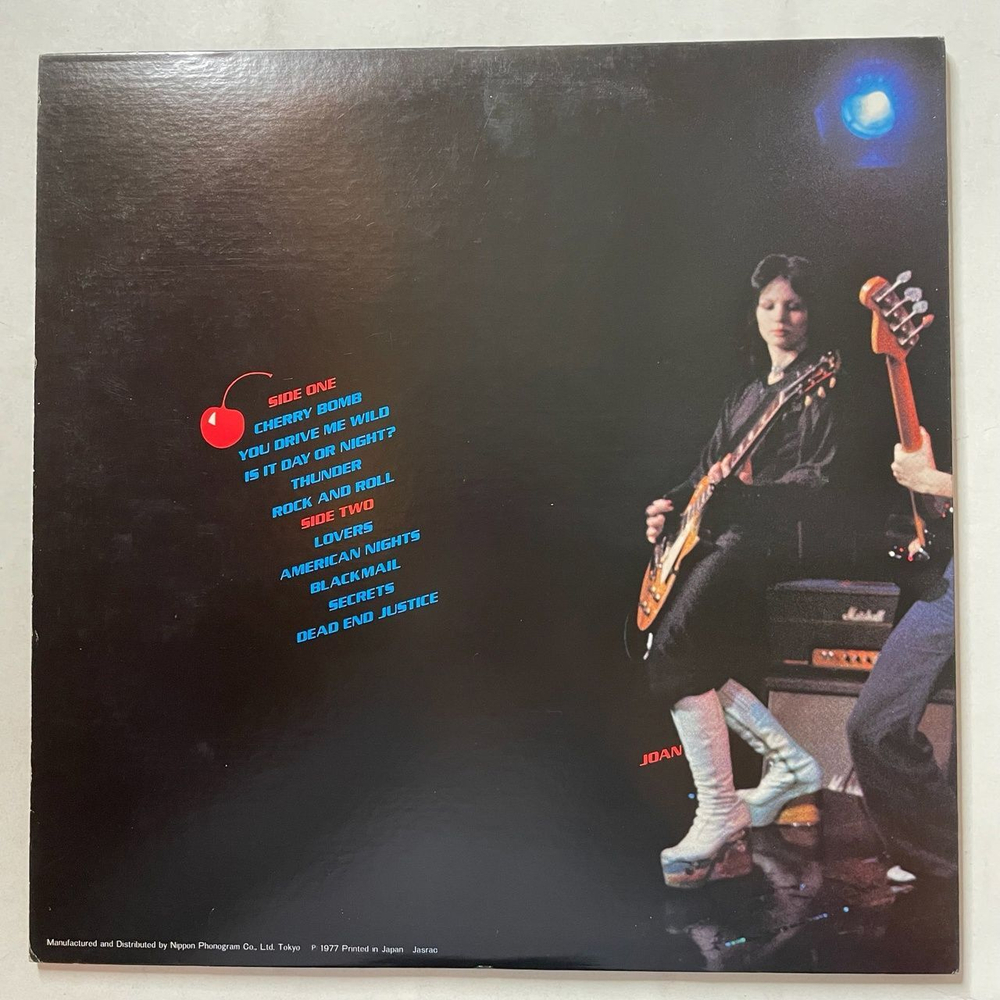 SIDE ONE
CHERRY BOMB
YOU DRIVE ME WILD
IS IT DAY OR NIGHT?
THUNDER
ROCK AND ROLL
SIDE TWO
LOVERS
AMERICAN NIGHTS
BLACKMAIL
SECRETS
DEAD END JUSTICE
Marshall
JOAN
Manufactured and Distributed by Nippon Phonogram Co., Ltd. Tokyo P 1977 Printed in Japan Jasrac